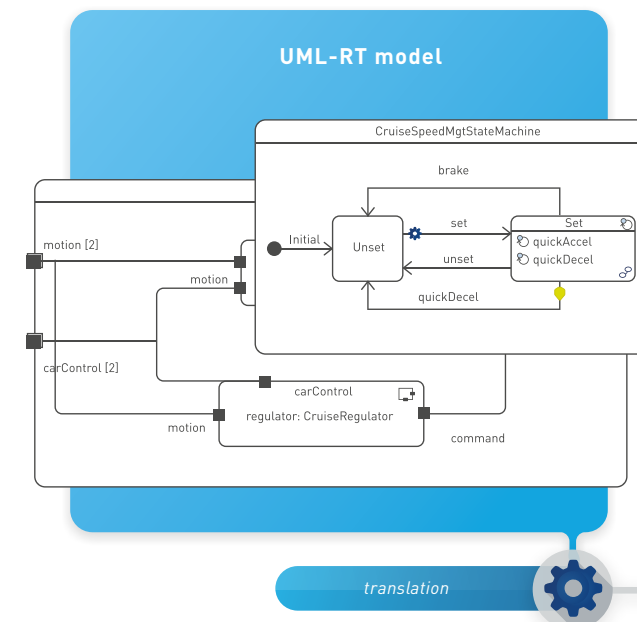 UML-RT model
CruiseSpeedMgtStateMachine
brake
Initial
Unset
set
unset
quickDecel
Set
quickAccel
quickDecel
motion [2]
motion
carControl [2]
carControl
regulator: CruiseRegulator
motion
command
translation